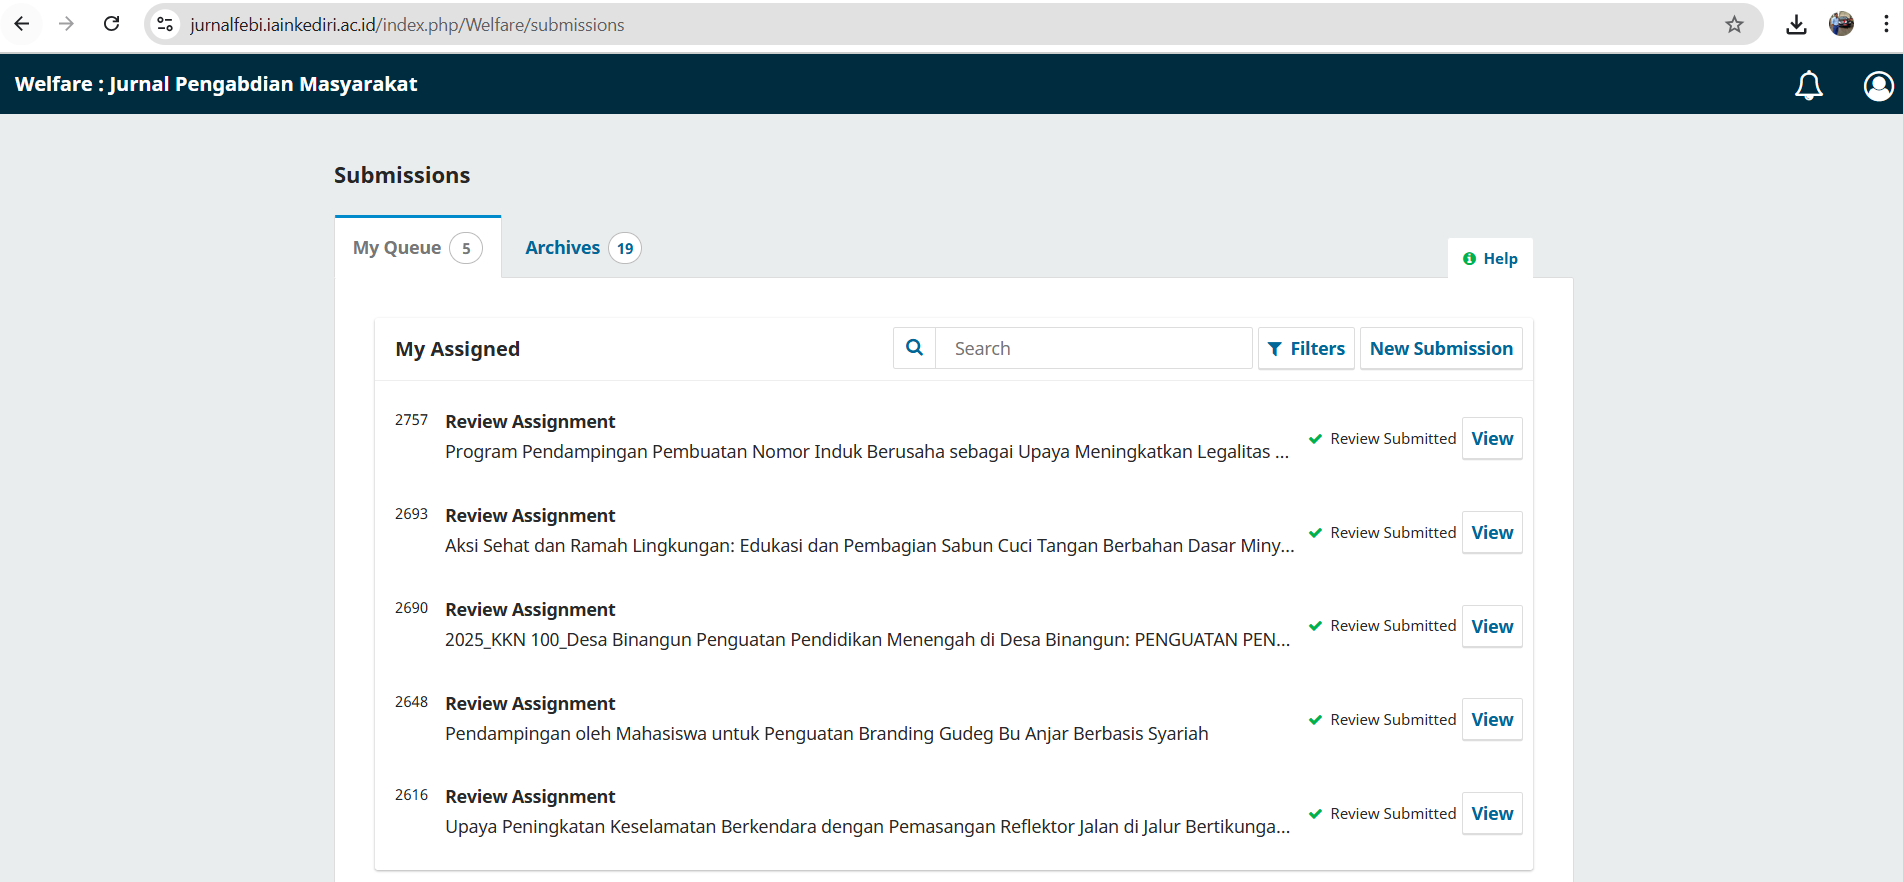 jurnalfebi.iainkediri.ac.id/index.php/Welfare/submissions
Welfare : Jurnal Pengabdian Masyarakat
Submissions
My Queue 5
Archives 19
Help
My Assigned
Search
Filters
New Submission
2757 Review Assignment
Program Pendampingan Pembuatan Nomor Induk Berusaha sebagai Upaya Meningkatkan Legalitas ...
Review Submitted
View
2693 Review Assignment
Aksi Sehat dan Ramah Lingkungan: Edukasi dan Pembagian Sabun Cuci Tangan Berbahan Dasar Miny...
Review Submitted
View
2690 Review Assignment
2025_KKN 100_Desa Binangun Penguatan Pendidikan Menengah di Desa Binangun: PENGUATAN PEN...
Review Submitted
View
2648 Review Assignment
Pendampingan oleh Mahasiswa untuk Penguatan Branding Gudeg Bu Anjar Berbasis Syariah
Review Submitted
View
2616 Review Assignment
Upaya Peningkatan Keselamatan Berkendara dengan Pemasangan Reflektor Jalan di Jalur Bertikunga...
Review Submitted
View